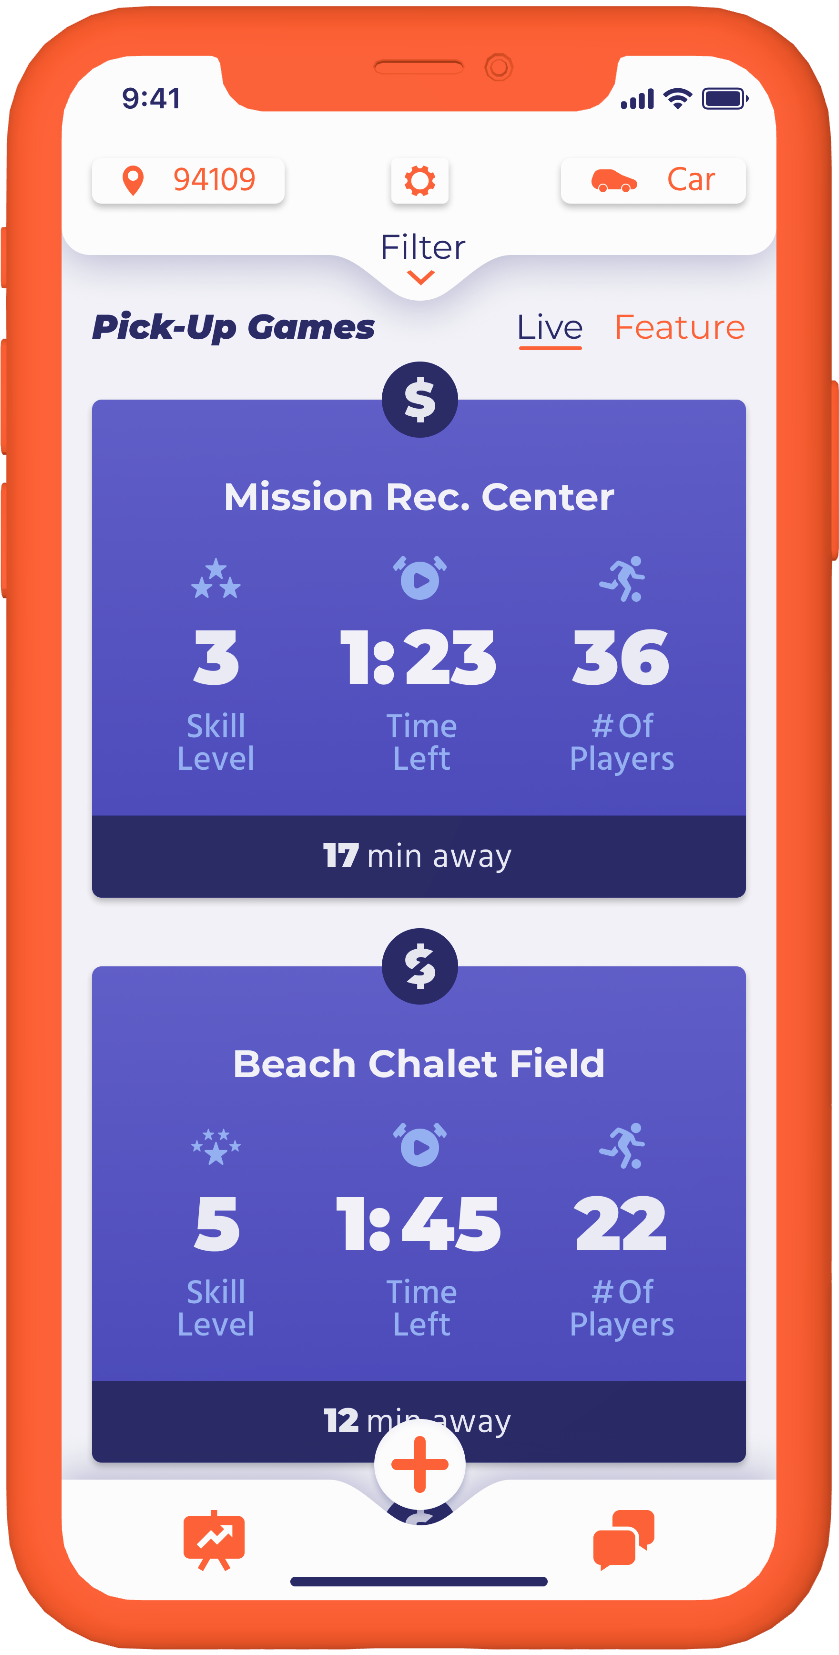 9:41
94109
Car
Filter
Pick-Up Games
Live Feature
$
Mission Rec. Center
3 1:23 36
Skill Level
Time Left
# Of Players
17 min away
$
Beach Chalet Field
5 1:45 22
Skill Level
Time Left
# Of Players
12 min away
$